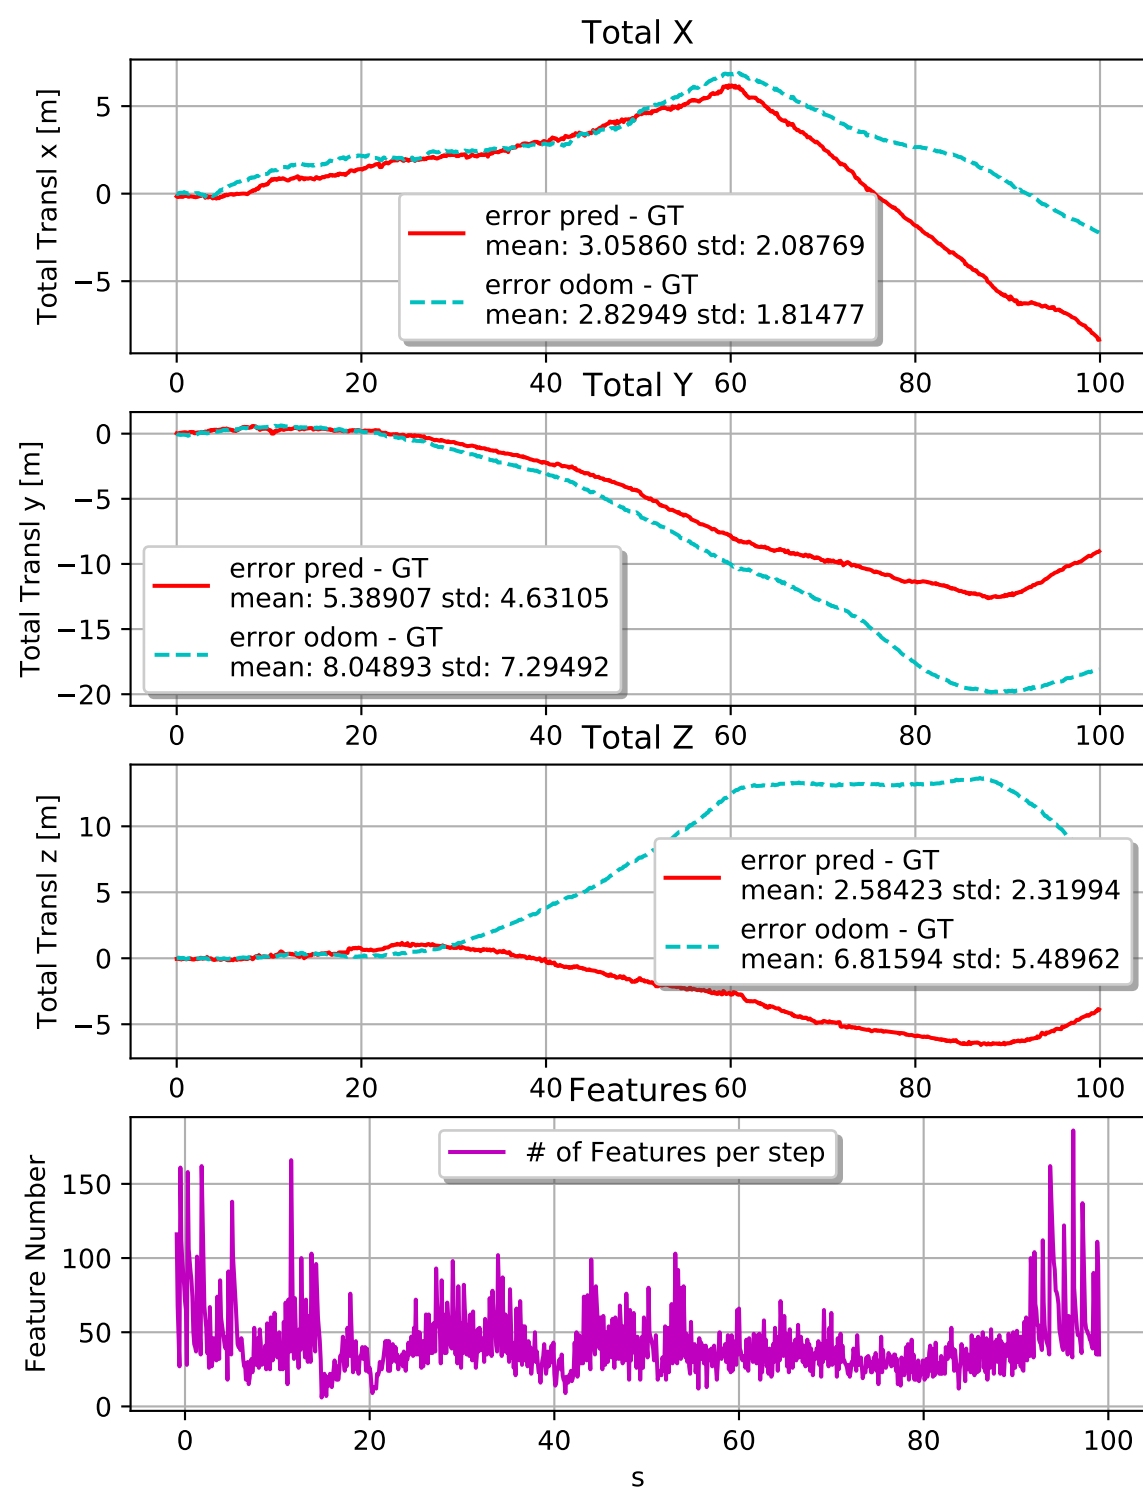 Total X
Total Transl x [m]
5
0
−5
error pred - GT
mean: 3.05860 std: 2.08769
error odom - GT
mean: 2.82949 std: 1.81477
0 20 40 60 80 100
Total Y
Total Transl y [m]
0
−5
−10
−15
−20
error pred - GT
mean: 5.38907 std: 4.63105
error odom - GT
mean: 8.04893 std: 7.29492
0 20 40 60 80 100
Total Z
Total Transl z [m]
10
5
0
−5
error pred - GT
mean: 2.58423 std: 2.31994
error odom - GT
mean: 6.81594 std: 5.48962
0 20 40 60 80 100
Features
Feature Number
150
100
50
0
# of Features per step
0 20 40 60 80 100
s